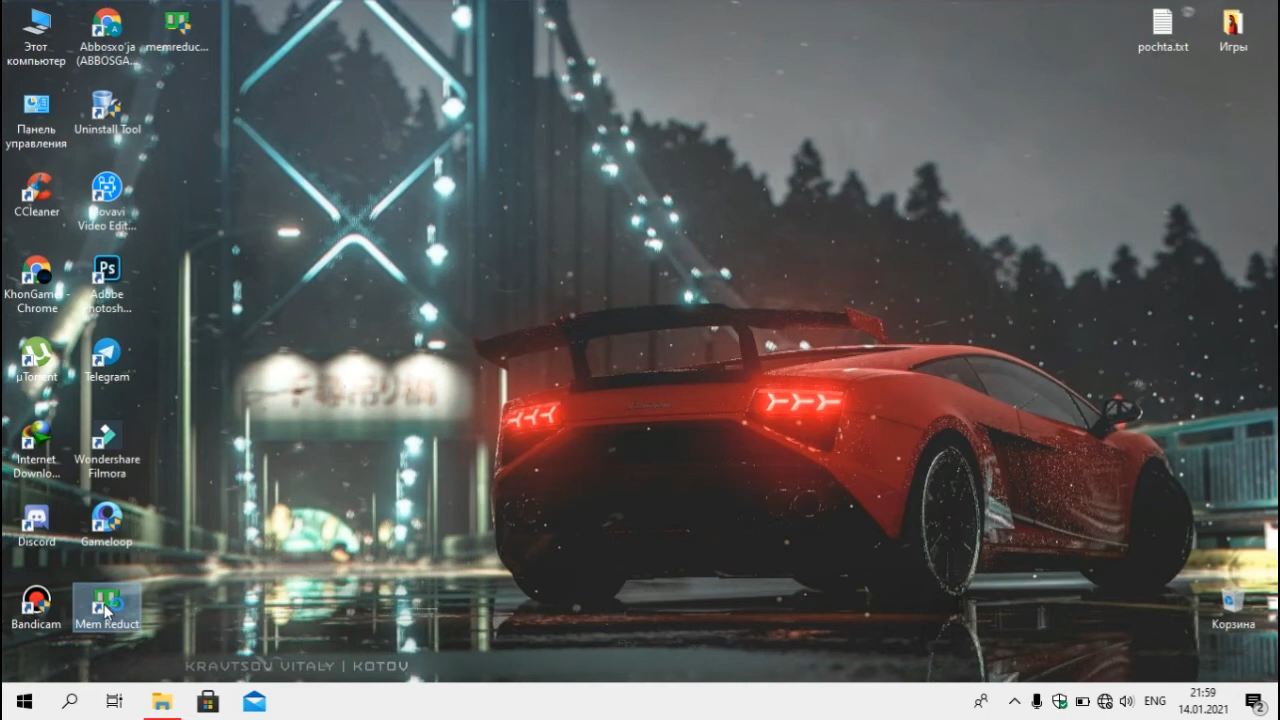 Этот
компьютер
Abbosxo'ja
(ABBOSGA...
memreduc...
pochta.txt
Игры
Панель
управления
Uninstall Tool
CCleaner
Movavi
Video Edit...
KhonGame -
Chrome
Ps
Adobe
Photosh...
µTorrent
Telegram
Internet
Downlo...
Wondershare
Filmora
Discord
Gameloop
Bandicam
Mem Reduct
Корзина
KRAVTSOV VITALY | KOTOV
ENG
21:59
14.01.2021
2